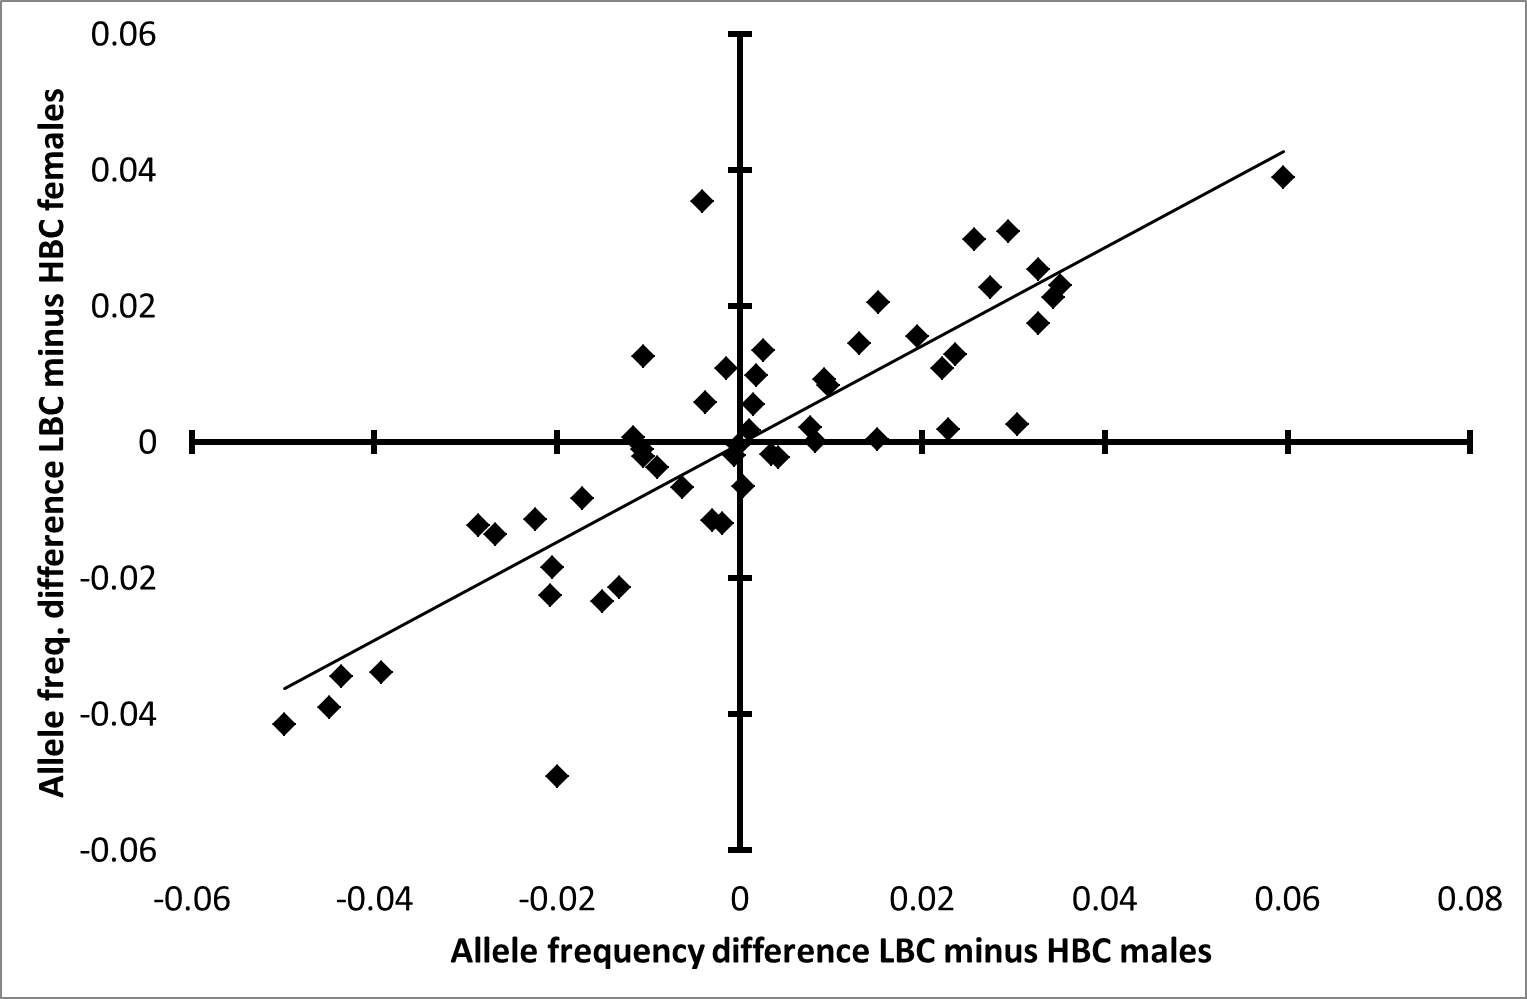 Allele freq. difference LBC minus HBC females
0.06
0.04
0.02
0
-0.02
-0.04
-0.06
-0.06 -0.04 -0.02 0 0.02 0.04 0.06 0.08
Allele frequency difference LBC minus HBC males